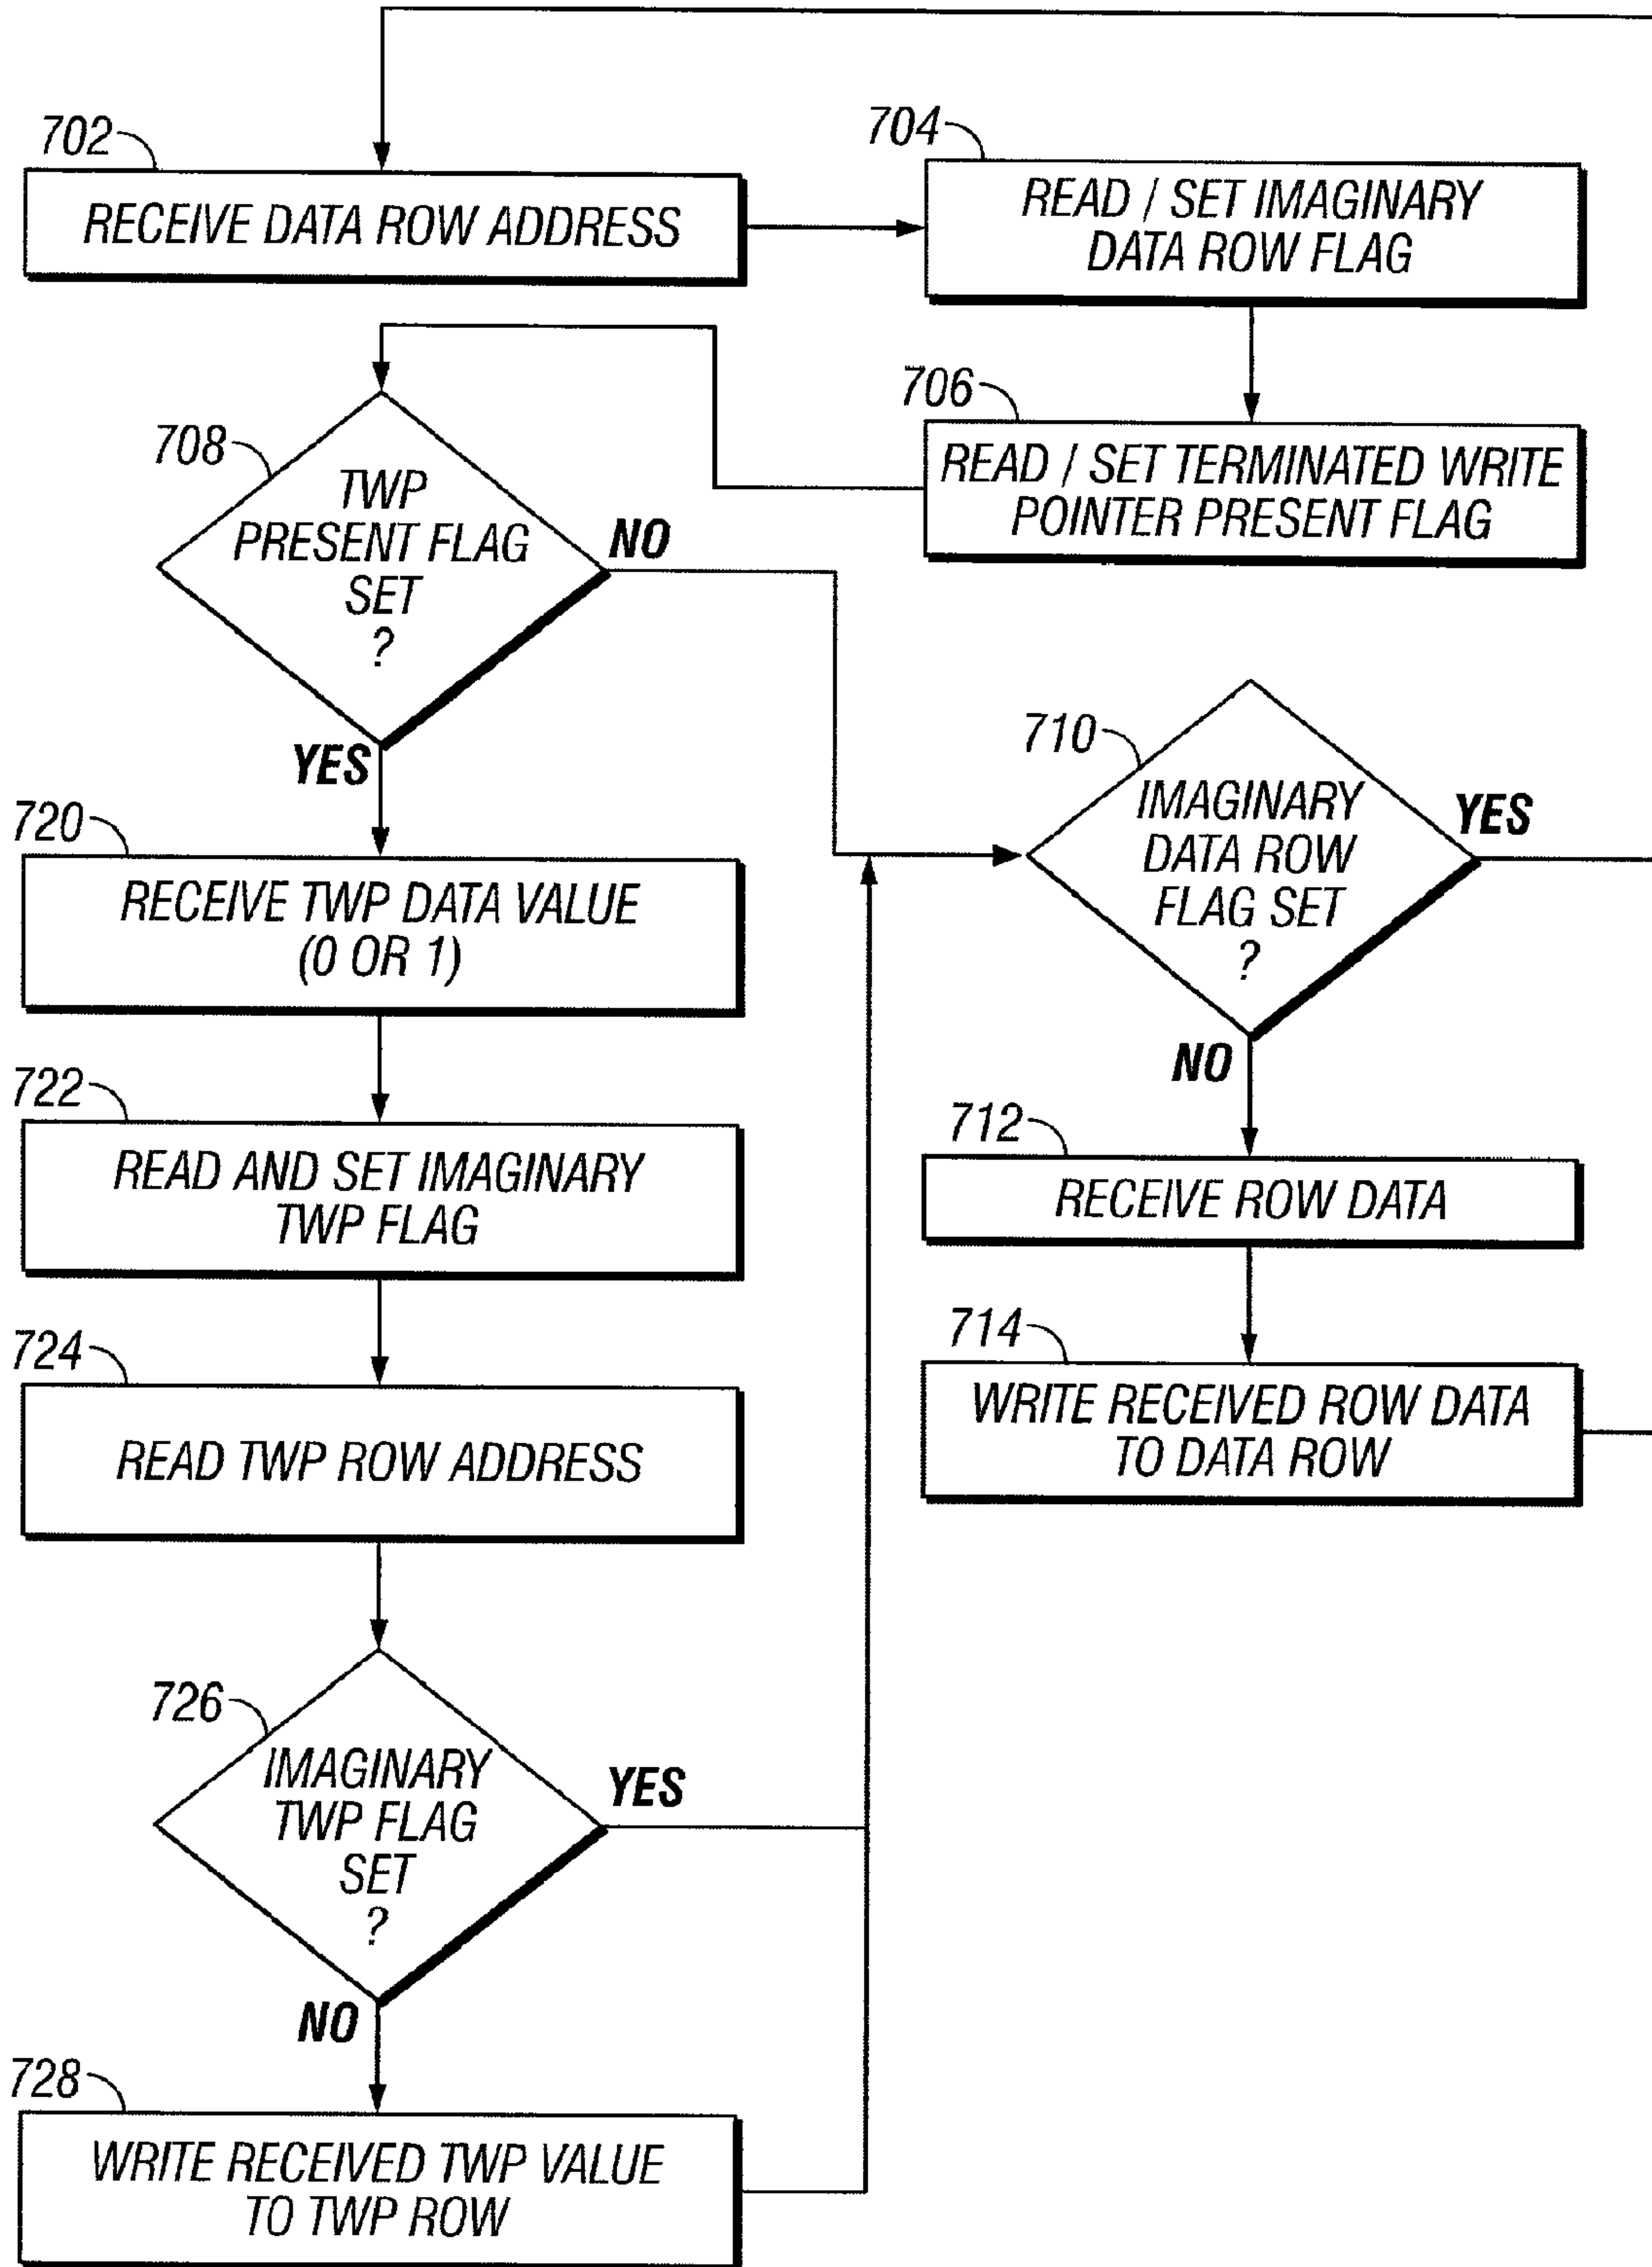 702
RECEIVE DATA ROW ADDRESS
704
READ / SET IMAGINARY
DATA ROW FLAG
706
READ / SET TERMINATED WRITE
POINTER PRESENT FLAG
708
TWP
PRESENT FLAG
SET
?
NO
YES
710
IMAGINARY
DATA ROW
FLAG SET
?
YES
NO
712
RECEIVE ROW DATA
714
WRITE RECEIVED ROW DATA
TO DATA ROW
720
RECEIVE TWP DATA VALUE
(0 OR 1)
722
READ AND SET IMAGINARY
TWP FLAG
724
READ TWP ROW ADDRESS
726
IMAGINARY
TWP FLAG
SET
?
YES
NO
728
WRITE RECEIVED TWP VALUE
TO TWP ROW